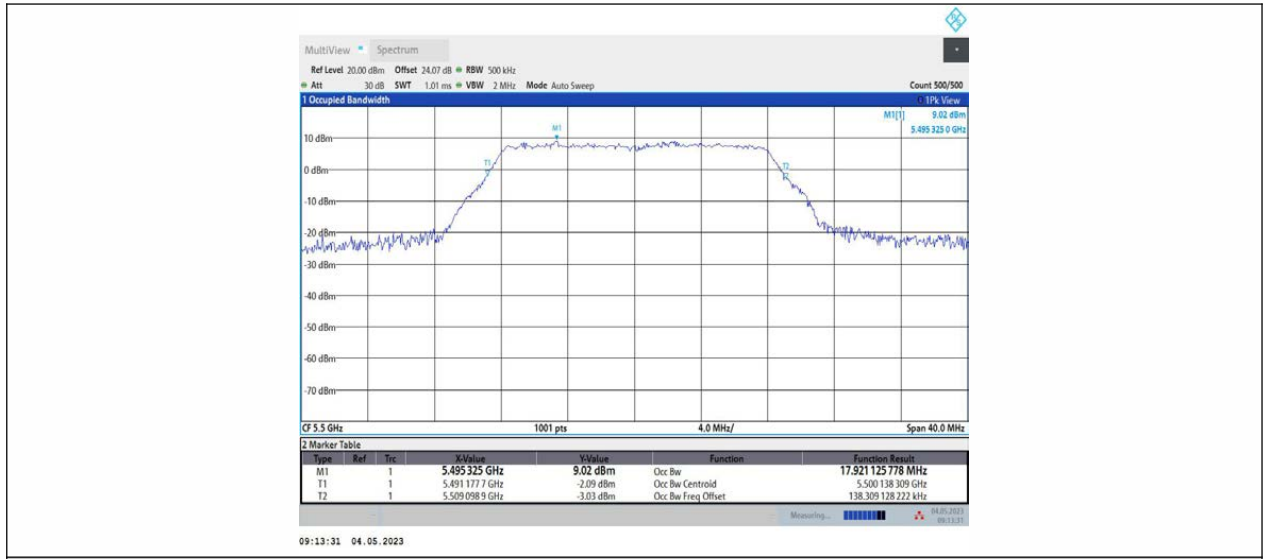 R S
MultiView Spectrum
Ref Level 20.00 dBm Offset 24.07 dB RBW 500 kHz
Att 30 dB SWT 1.01 ms VBW 2 MHz Mode Auto Sweep Count 500/500
1 Occupied Bandwidth 1Pk View
M1[1] 9.02 dBm
5.495 325 0 GHz
M1
10 dBm
T1
T2
0 dBm
-10 dBm
-20 dBm
-30 dBm
-40 dBm
-50 dBm
-60 dBm
-70 dBm
CF 5.5 GHz 1001 pts 4.0 MHz/ Span 40.0 MHz
2 Marker Table
Type Ref Trc X-Value Y-Value Function Function Result
M1 1 5.495325 GHz 9.02 dBm Occ Bw 17.921 125 778 MHz
T1 1 5.491 177 7 GHz -2.09 dBm Occ Bw Centroid 5.500 138 309 GHz
T2 1 5.509 098 9 GHz -3.03 dBm Occ Bw Freq Offset 138.309 128 222 kHz
Measuring... 04.05.2023
09:13:31
09:13:31 04.05.2023